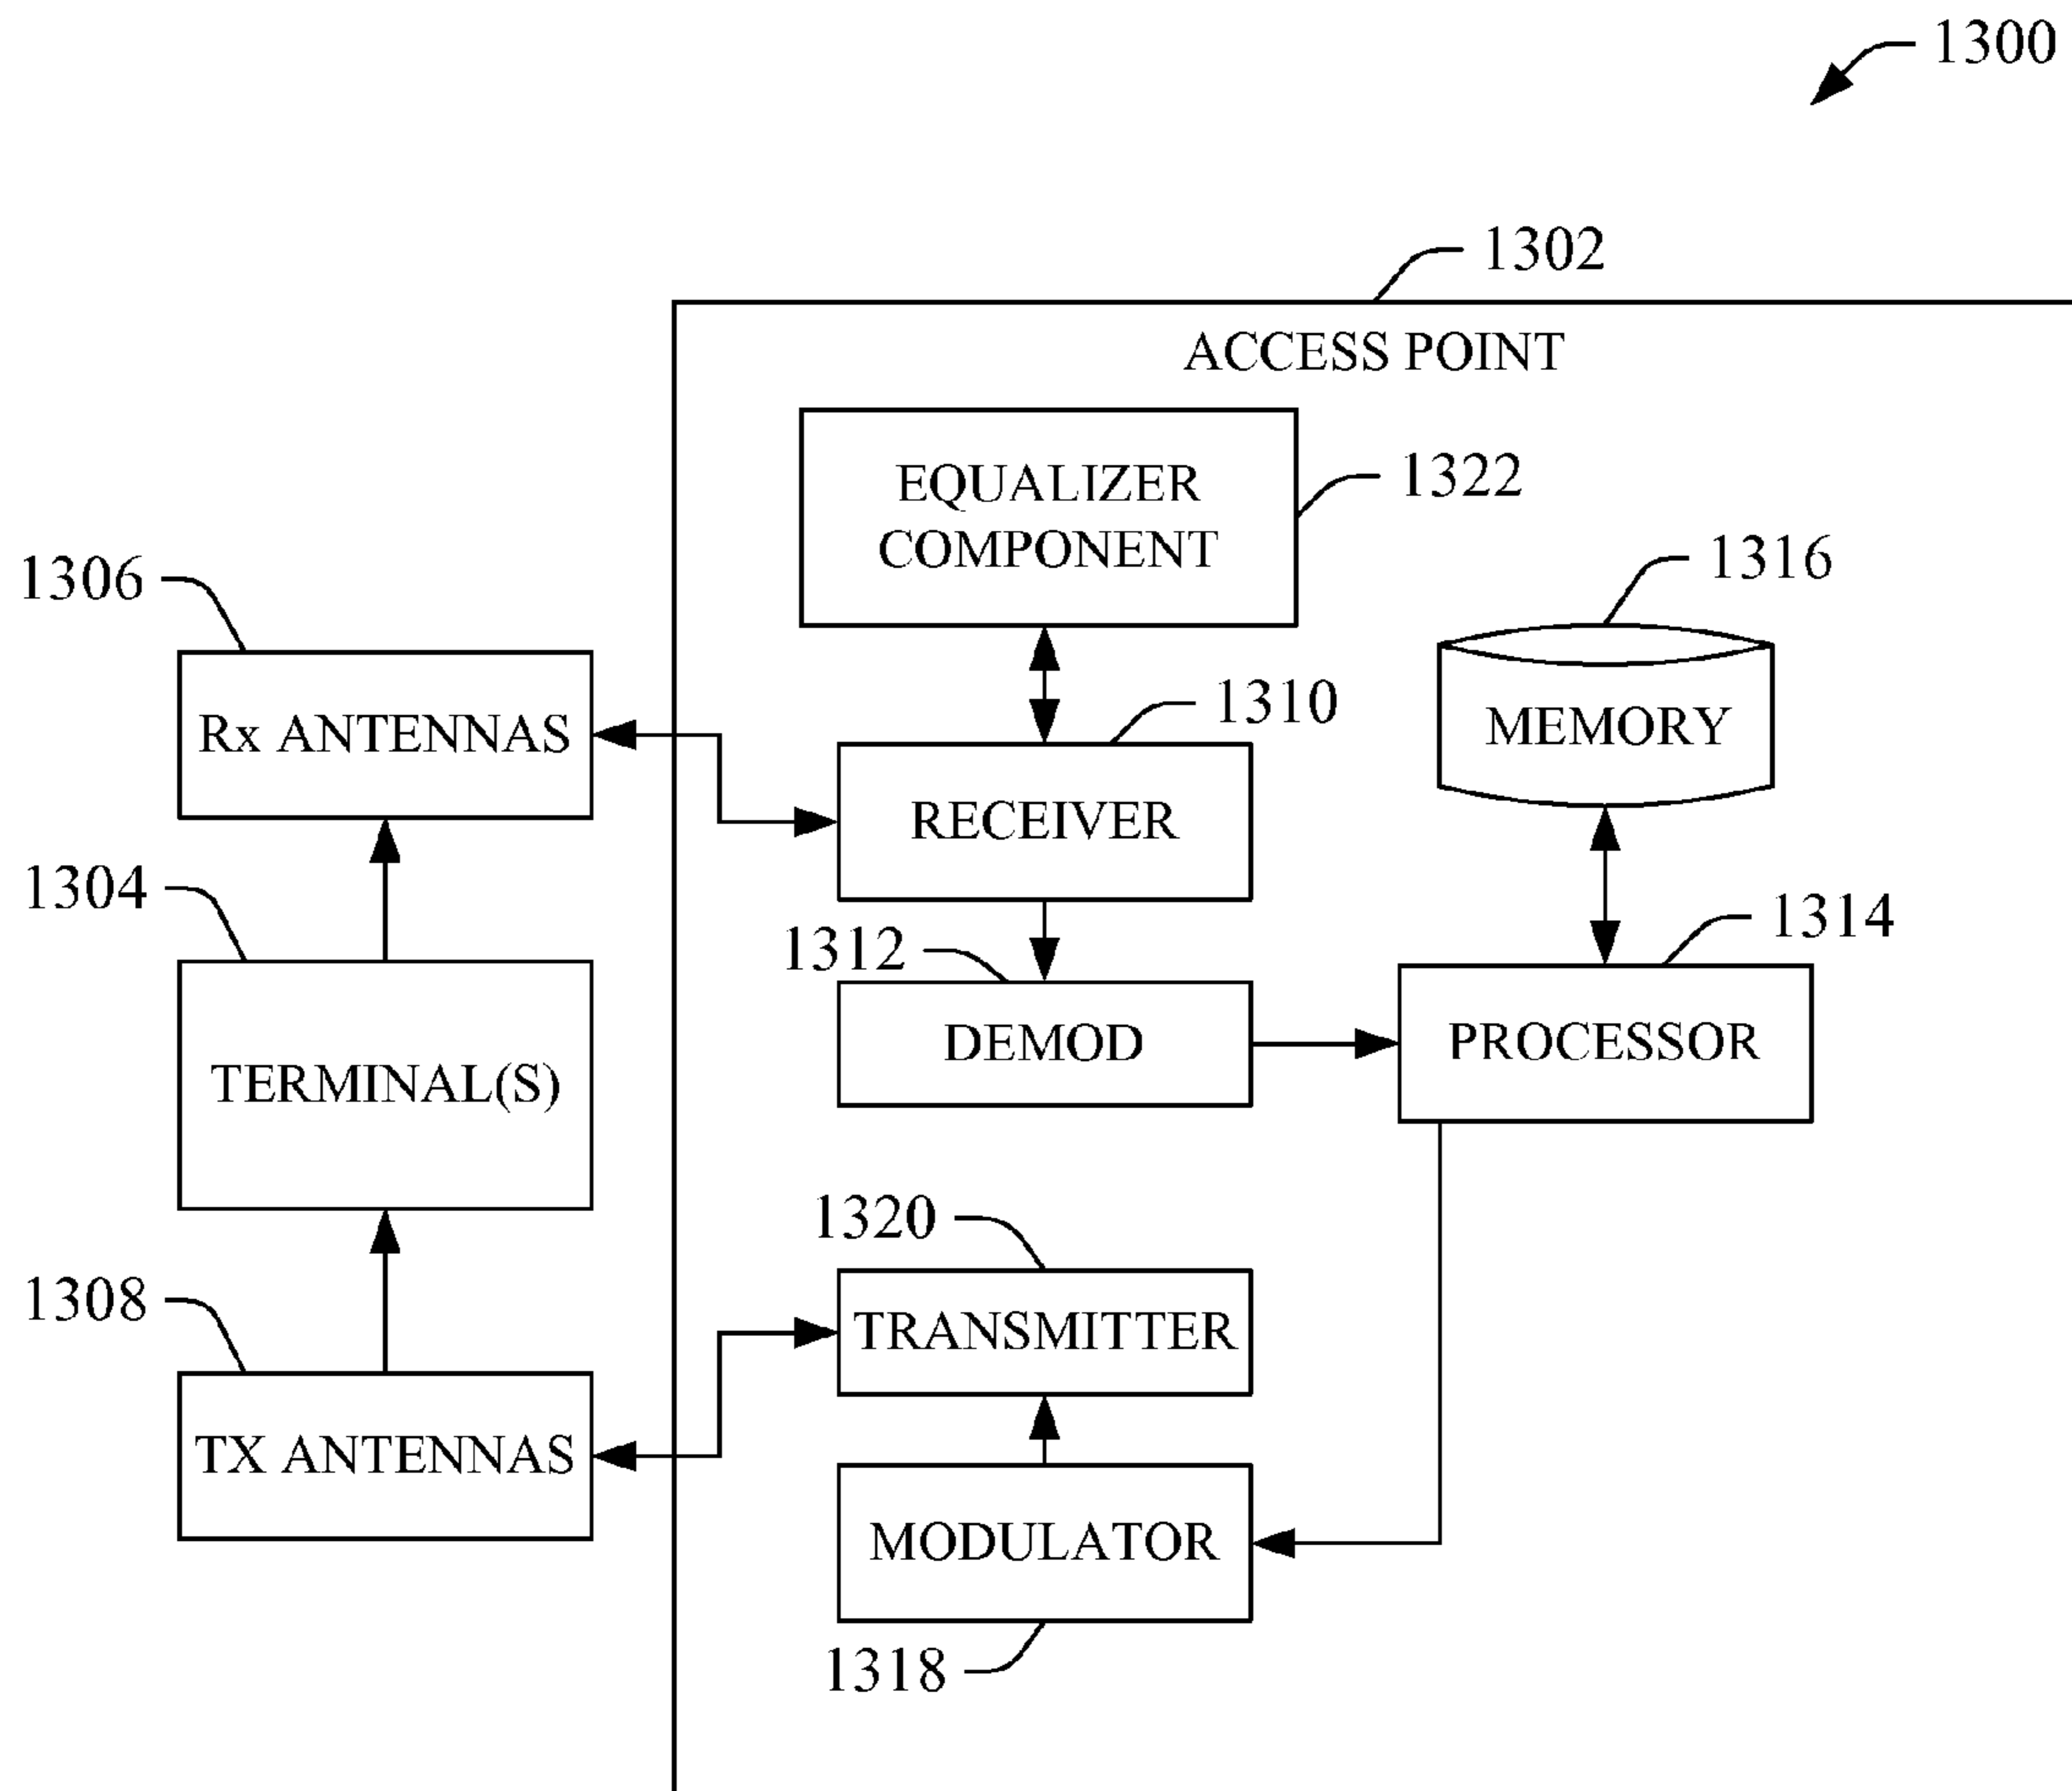 1300
1302
ACCESS POINT
EQUALIZER
COMPONENT
1322
1306
1316
Rx ANTENNAS
1310
MEMORY
RECEIVER
1304
1312
1314
TERMINAL(S)
DEMOD
PROCESSOR
1320
1308
TRANSMITTER
TX ANTENNAS
MODULATOR
1318